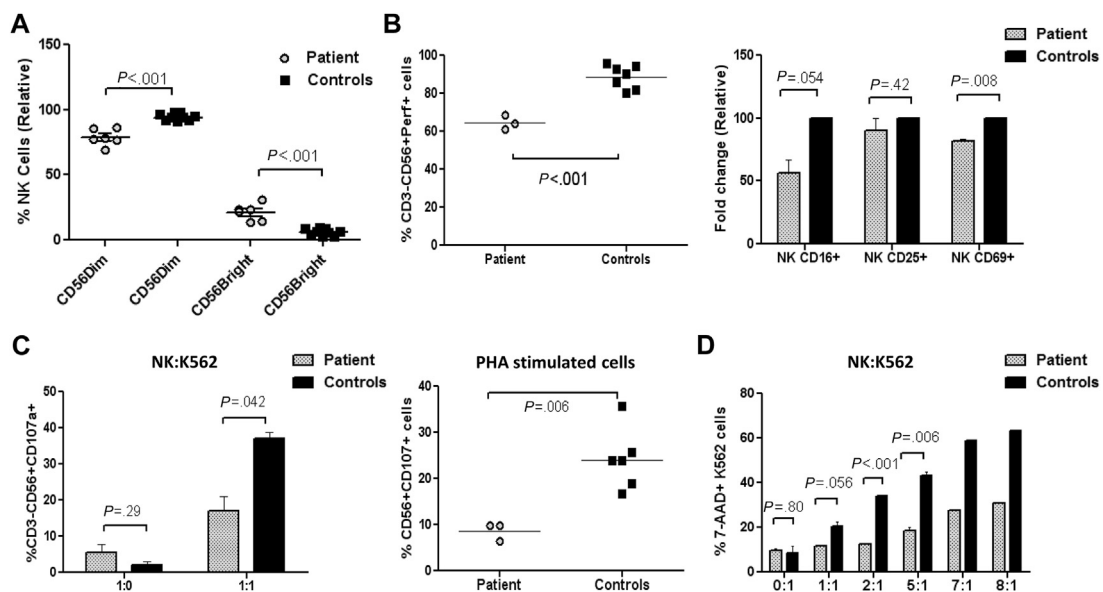 A
% NK Cells (Relative)
150
100
50
0
P<.001
P<.001
Patient
Controls
CD56Dim
CD56Dim
CD56Bright
CD56Bright
B
% CD3-CD56+Perf+ cells
100
80
60
40
20
0
P<.001
Patient
Controls
Patient
Controls
Fold change (Relative)
150
100
50
0
P=.054
P=.42
P=.008
NK CD16+
NK CD25+
NK CD69+
C
NK:K562
Patient
Controls
%CD3-CD56+CD107a+
50
40
30
20
10
0
P=.29
P=.042
1:0
1:1
PHA stimulated cells
% CD56+CD107+ cells
40
30
20
10
0
P=.006
Patient
Controls
D
NK:K562
Patient
Controls
% 7-AAD+ K562 cells
80
60
40
20
0
P=.80
P=.056
P<.001
P=.006
0:1
1:1
2:1
5:1
7:1
8:1